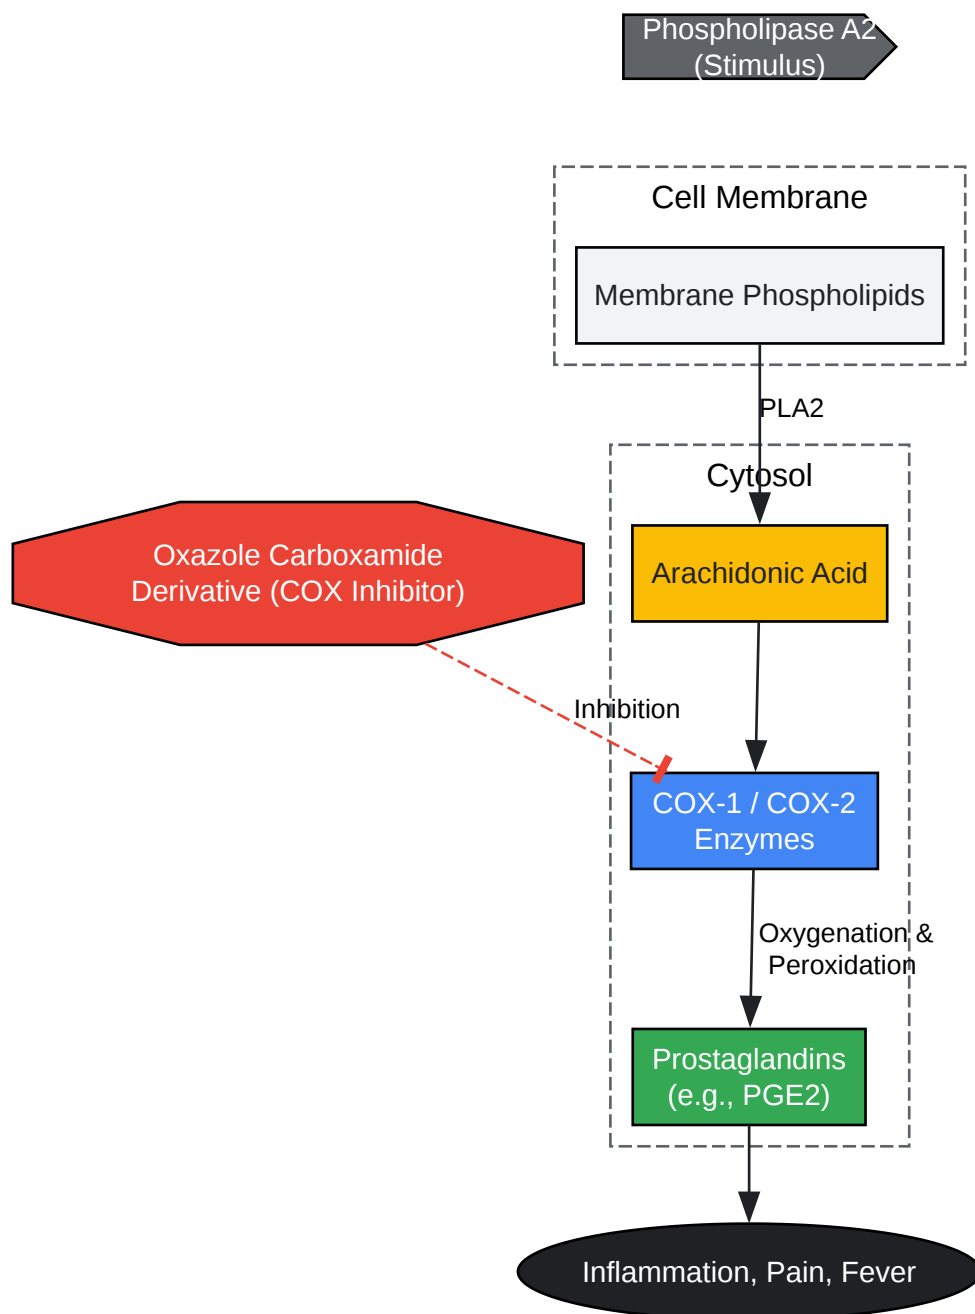 Phospholipase A2
(Stimulus)
Cell Membrane
Membrane Phospholipids
PLA2
Cytosol
Oxazole Carboxamide
Derivative (COX Inhibitor)
Arachidonic Acid
Inhibition
COX-1 / COX-2
Enzymes
Oxygenation &
Peroxidation
Prostaglandins
(e.g., PGE2)
Inflammation, Pain, Fever